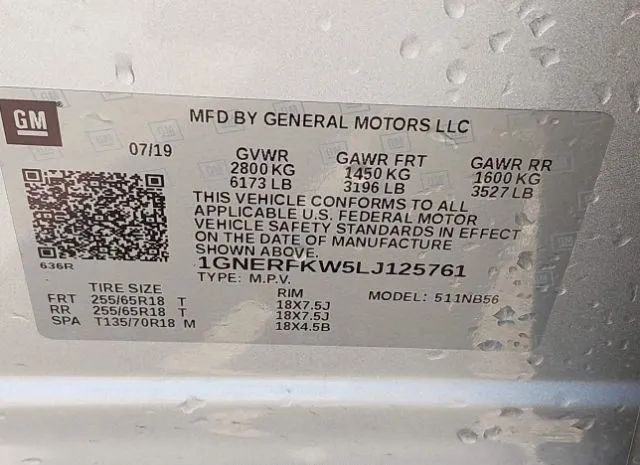 GM
MFD BY GENERAL MOTORS LLC
07/19 GVWR GAWR FRT GAWR RR
2800 KG 1450 KG 1600 KG
6173 LB 3196 LB 3527 LB
THIS VEHICLE CONFORMS TO ALL
APPLICABLE U.S. FEDERAL MOTOR
VEHICLE SAFETY STANDARDS IN EFFECT
ON THE DATE OF MANUFACTURE
SHOWN ABOVE.
636R
1GNERFKW5LJ125761
TYPE: M.P.V.
TIRE SIZE RIM MODEL: 511NB56
FRT 255/65R18 T 18X7.5J
RR 255/65R18 T 18X7.5J
SPA T135/70R18 M 18X4.5B